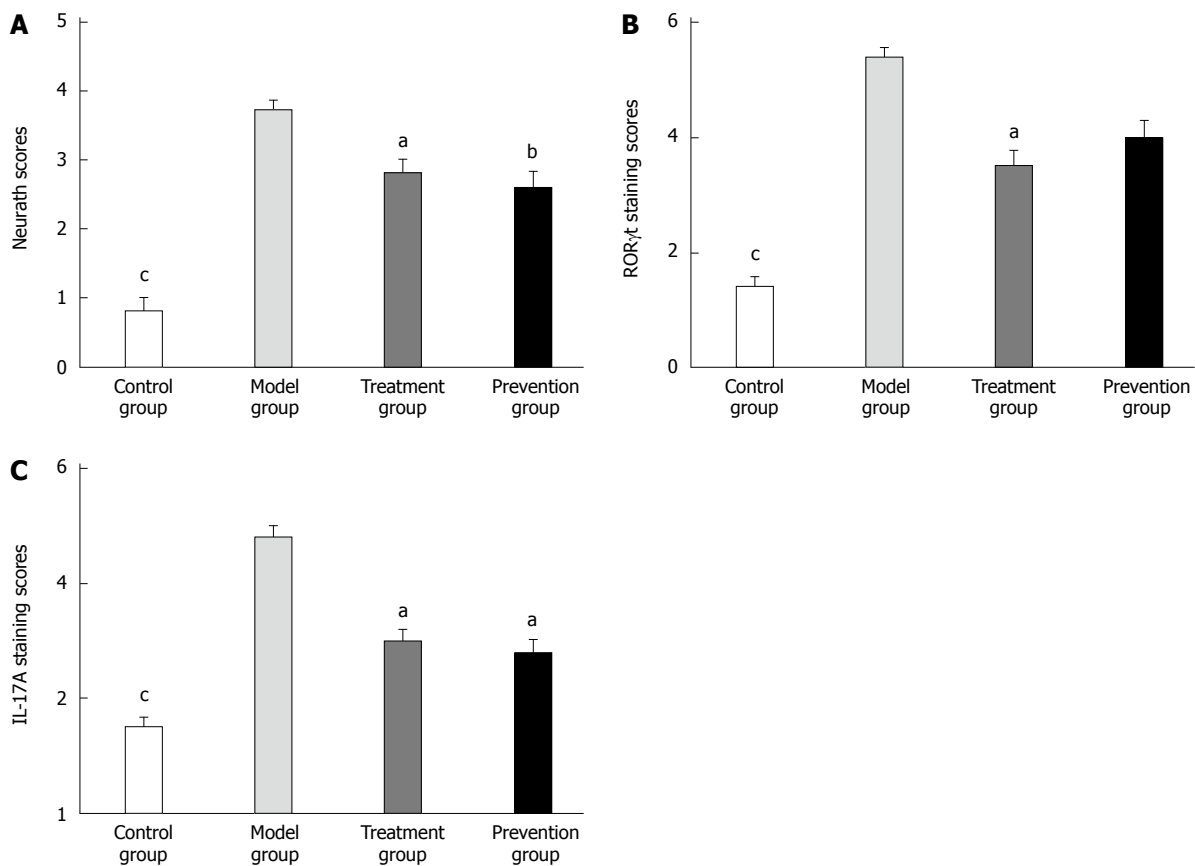 A
Neurath scores
5
4
3
2
1
0
c
a
b
Control
group
Model
group
Treatment
group
Prevention
group
B
RORγt staining scores
6
4
2
0
c
a
Control
group
Model
group
Treatment
group
Prevention
group
C
IL-17A staining scores
6
4
2
1
c
a
a
Control
group
Model
group
Treatment
group
Prevention
group